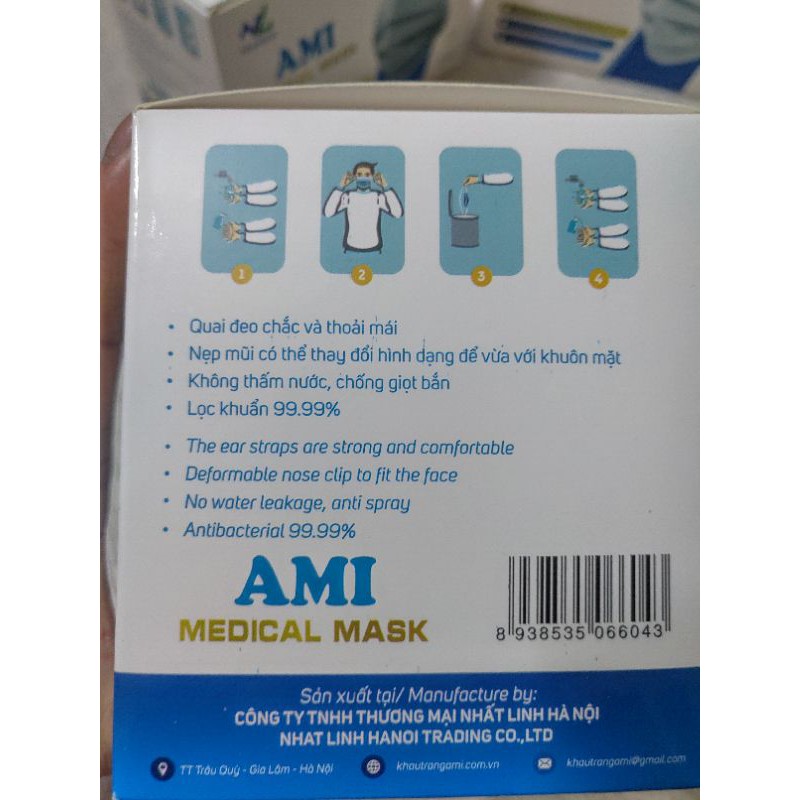 AMI
MEDICAL MASK
1
2
3
4
• Quai đeo chắc và thoải mái
• Nẹp mũi có thể thay đổi hình dạng để vừa với khuôn mặt
• Không thấm nước, chống giọt bắn
• Lọc khuẩn 99.99%
• The ear straps are strong and comfortable
• Deformable nose clip to fit the face
• No water leakage, anti spray
• Antibacterial 99.99%
AMI
MEDICAL MASK
8 938535 066043
Sản xuất tại/ Manufacture by:
CÔNG TY TNHH THƯƠNG MẠI NHẤT LINH HÀ NỘI
NHAT LINH HANOI TRADING CO.,LTD
TT Trâu Quỳ - Gia Lâm - Hà Nội
khautrangami.com.vn
khautrangami@gmail.com